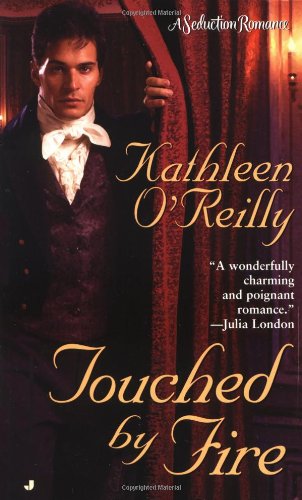 A Seduction Romance
Kathleen
O'Reilly
"A wonderfully
charming
and poignant
romance."
—Julia London
Touched
by Fire
J